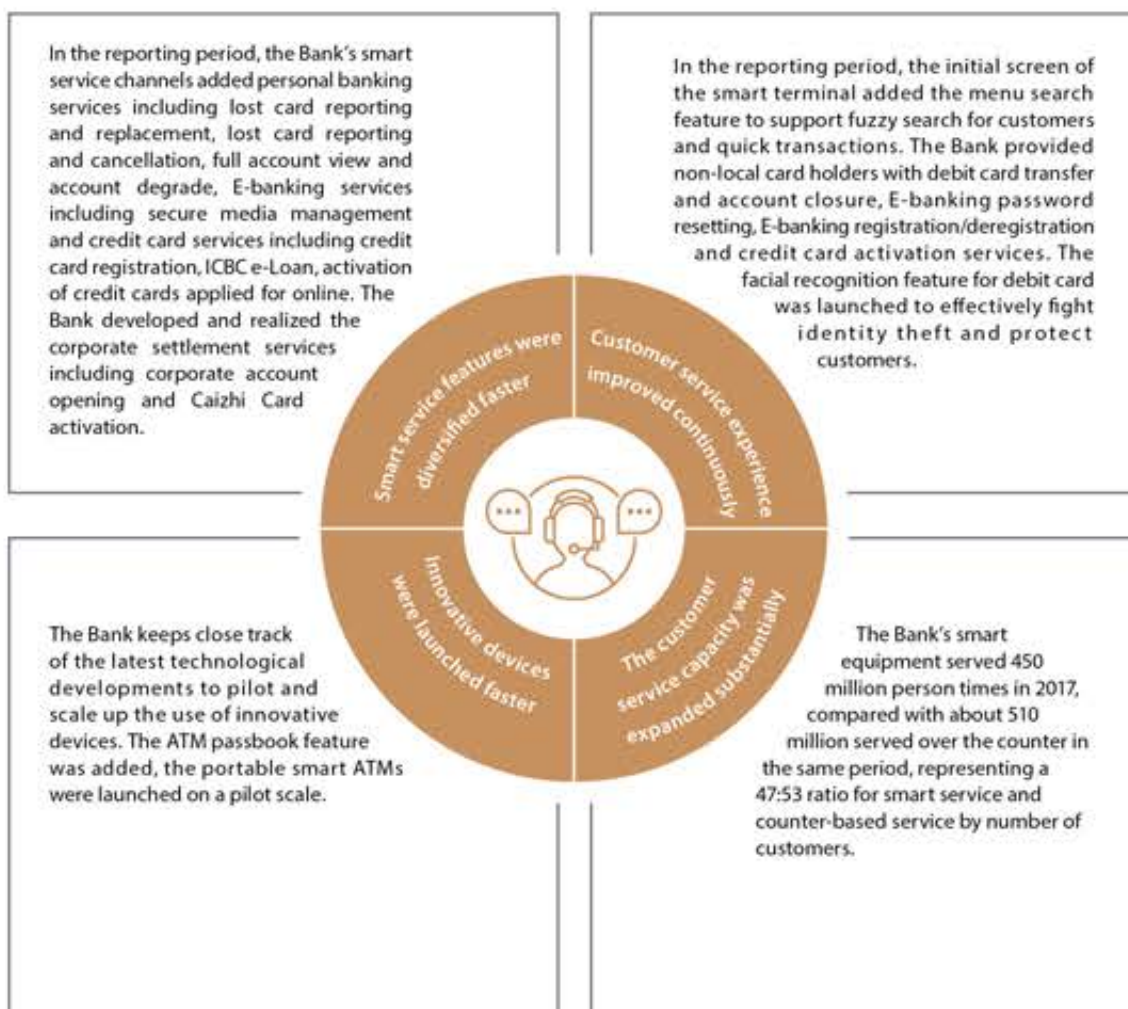 In the reporting period, the Bank's smart
service channels added personal banking
services including lost card reporting
and replacement, lost card reporting
and cancellation, full account view and
account degrade, E-banking services
including secure media management
and credit card services including credit
card registration, ICBC e-Loan, activation
of credit cards applied for online. The
Bank developed and realized the
corporate settlement services
including corporate account
opening and Caizhi Card
activation.
In the reporting period, the initial screen of
the smart terminal added the menu search
feature to support fuzzy search for customers
and quick transactions. The Bank provided
non-local card holders with debit card transfer
and account closure, E-banking password
resetting, E-banking registration/deregistration
and credit card activation services. The
facial recognition feature for debit card
was launched to effectively fight
identity theft and protect
customers.
Smart service features were
diversified faster
Customer service experience
improved continuously
Innovative devices
were launched faster
The customer
service capacity was
expanded substantially
The Bank keeps close track
of the latest technological
developments to pilot and
scale up the use of innovative
devices. The ATM passbook feature
was added, the portable smart ATMs
were launched on a pilot scale.
The Bank's smart
equipment served 450
million person times in 2017,
compared with about 510
million served over the counter in
the same period, representing a
47:53 ratio for smart service and
counter-based service by number of
customers.